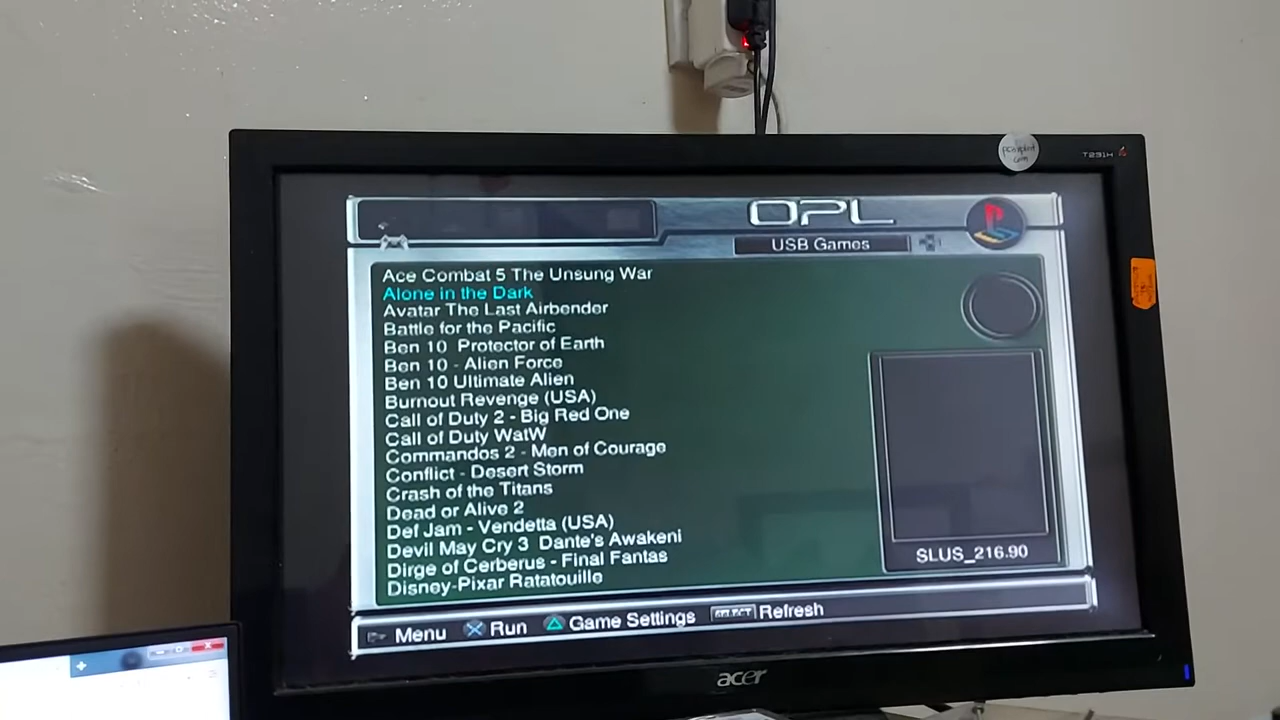 T231H
OPL
USB Games
Ace Combat 5 The Unsung War
Alone in the Dark
Avatar The Last Airbender
Battle for the Pacific
Ben 10  Protector of Earth
Ben 10 - Alien Force
Ben 10 Ultimate Alien
Burnout Revenge (USA)
Call of Duty 2 - Big Red One
Call of Duty WatW
Commandos 2 - Men of Courage
Conflict - Desert Storm
Crash of the Titans
Dead or Alive 2
Def Jam - Vendetta (USA)
Devil May Cry 3  Dante's Awakeni
Dirge of Cerberus - Final Fantas
Disney-Pixar Ratatouille
SLUS_216.90
Menu
Run
Game Settings
SELECT Refresh
acer